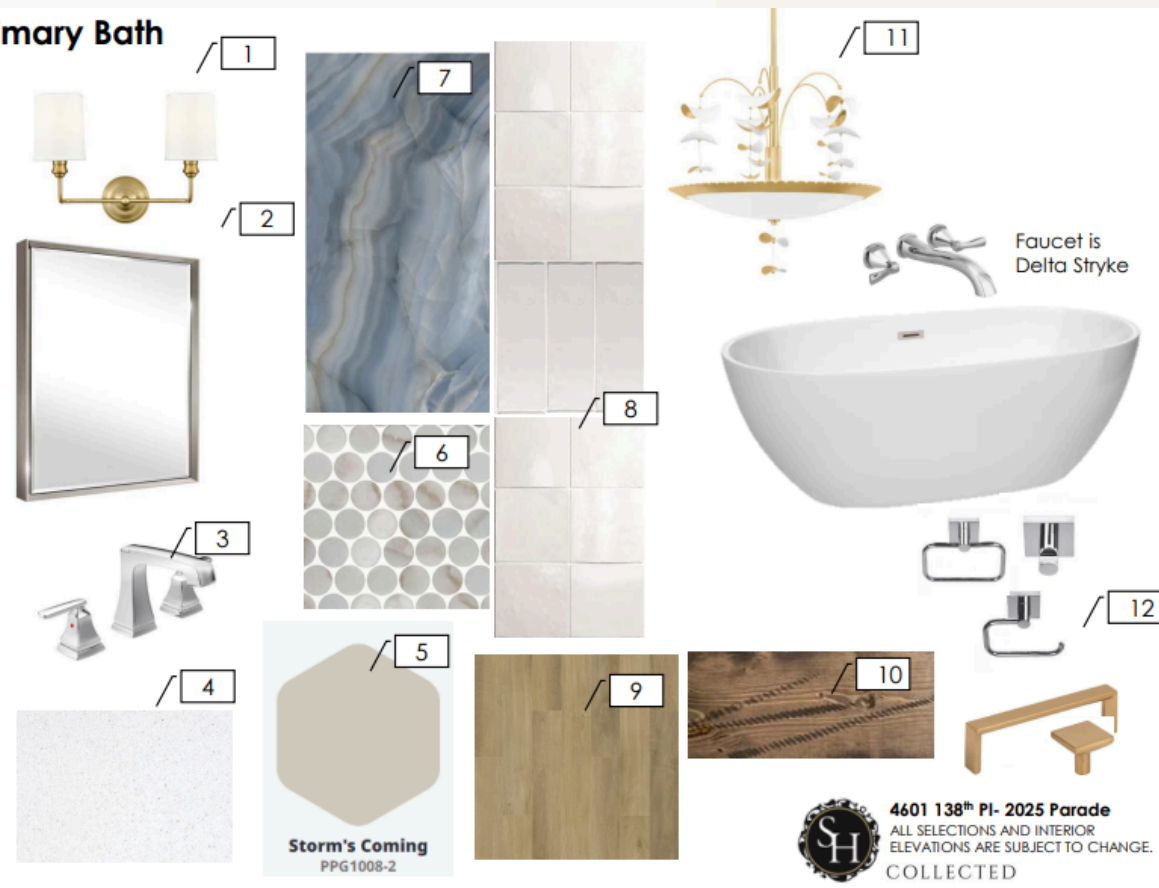 mary Bath
1
2
3
4
5
6
7
8
9
10
11
12
Faucet is
Delta Stryke
Storm's Coming
PPG1008-2
SH
4601 138th Pl- 2025 Parade
ALL SELECTIONS AND INTERIOR
ELEVATIONS ARE SUBJECT TO CHANGE.
COLLECTED